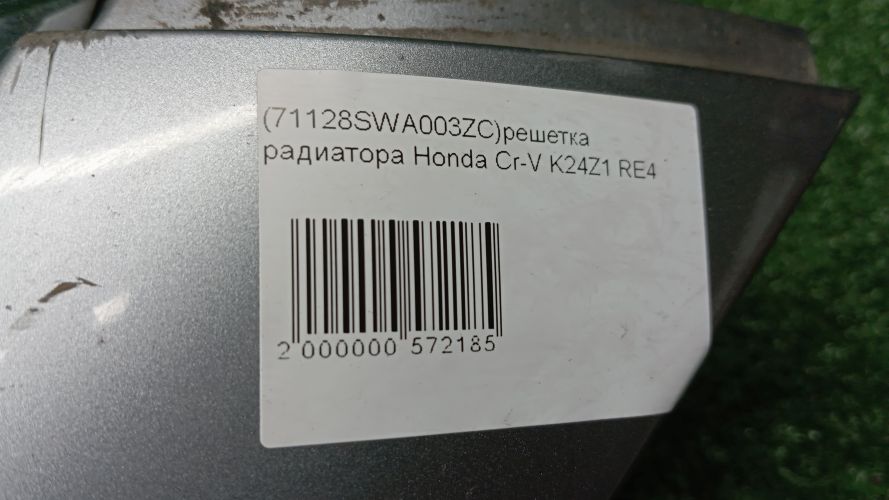 (71128SWA003ZC)решетка
радиатора Honda Cr-V K24Z1 RE4
2 000000 572185